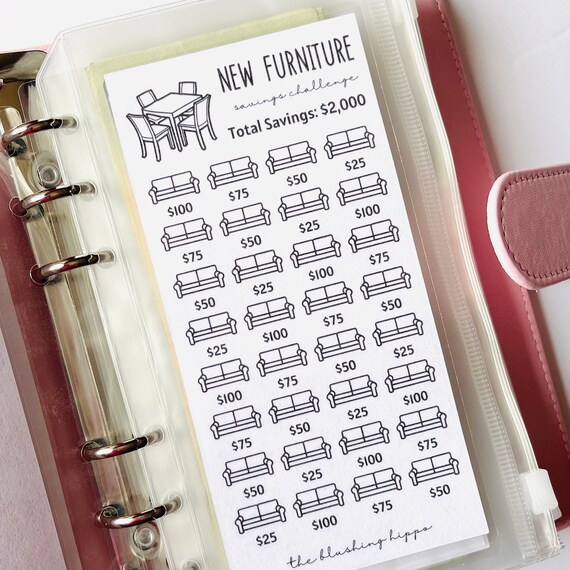 NEW FURNITURE
savings challenge
Total Savings: $2,000
$100 $75 $50 $25
$75 $50 $25 $100
$50 $25 $100 $75
$25 $100 $75 $50
$100 $75 $50 $25
$75 $50 $25 $100
$50 $25 $100 $75
$25 $100 $75 $50
the blushing hippo